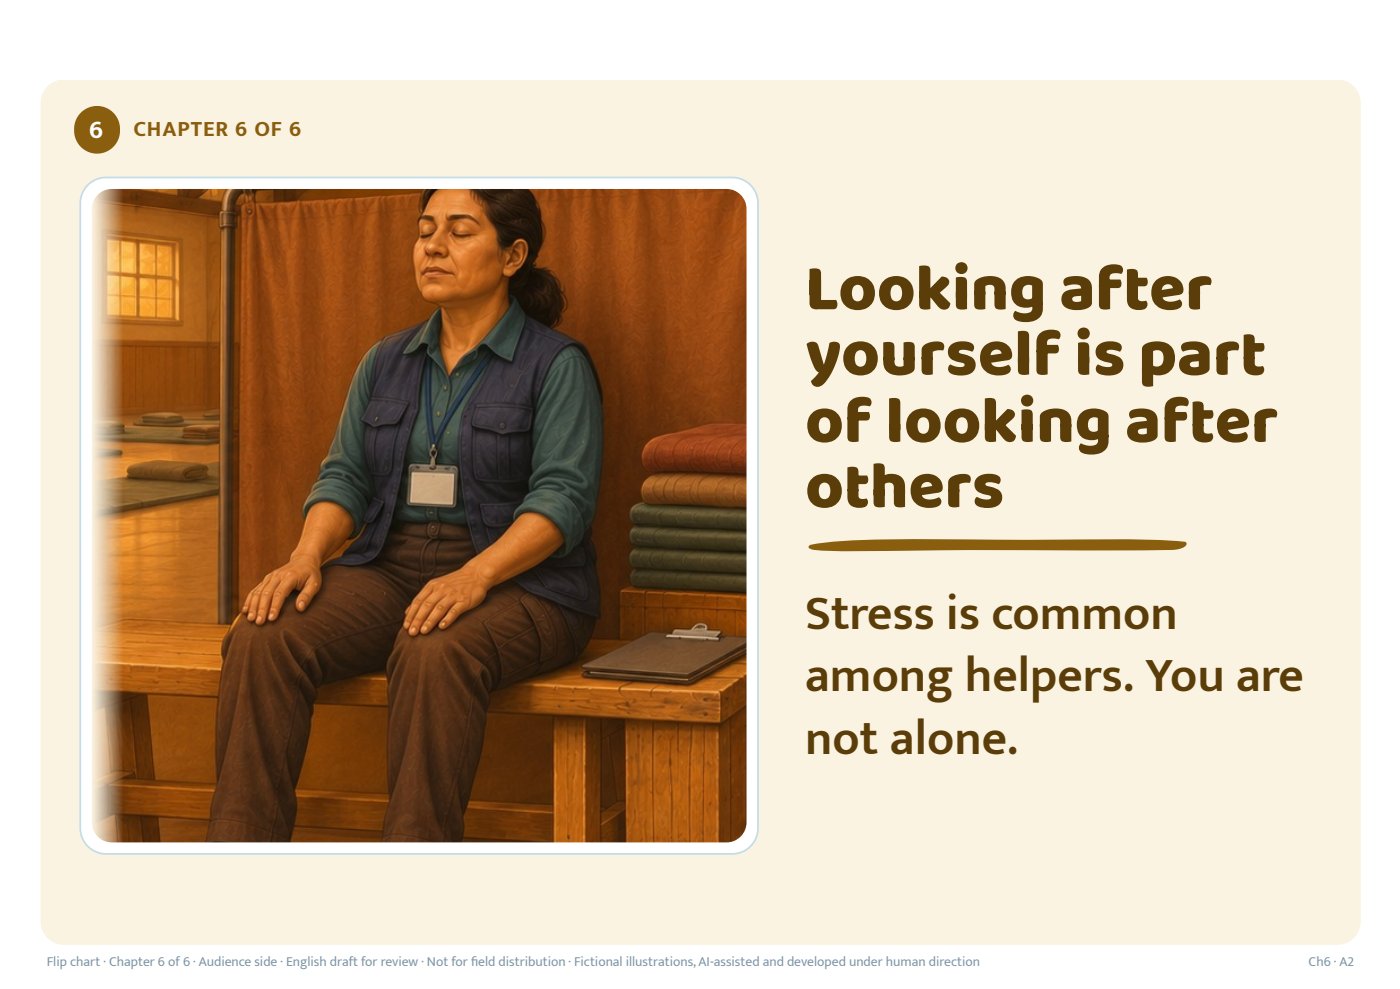 6
CHAPTER 6 OF 6
Looking after
yourself is part
of looking after
others
Stress is common
among helpers. You are
not alone.
Flip chart · Chapter 6 of 6 · Audience side · English draft for review · Not for field distribution · Fictional illustrations, AI-assisted and developed under human direction
Ch6 · A2